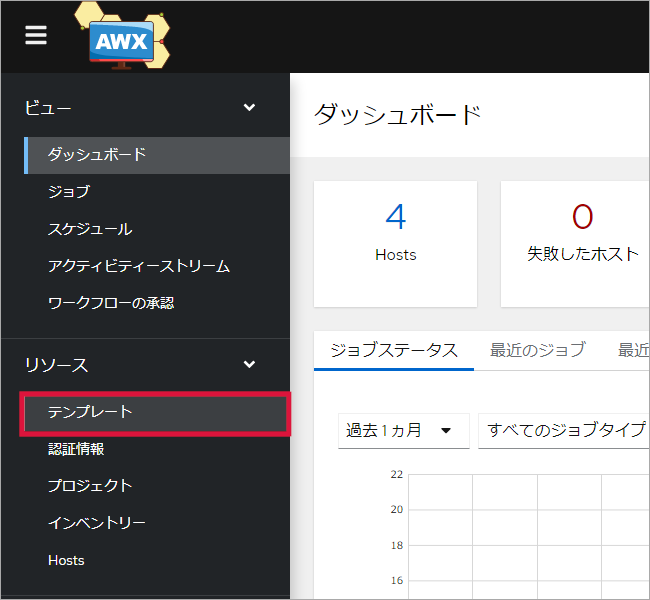 AWX
ビュー
ダッシュボード
ジョブ
スケジュール
アクティビティーストリーム
ワークフローの承認
リソース
テンプレート
認証情報
プロジェクト
インベントリー
Hosts
ダッシュボード
4
Hosts
0
失敗したホスト
ジョブステータス 最近のジョブ 最近
過去1ヵ月 すべてのジョブタイプ
22
20
18
16